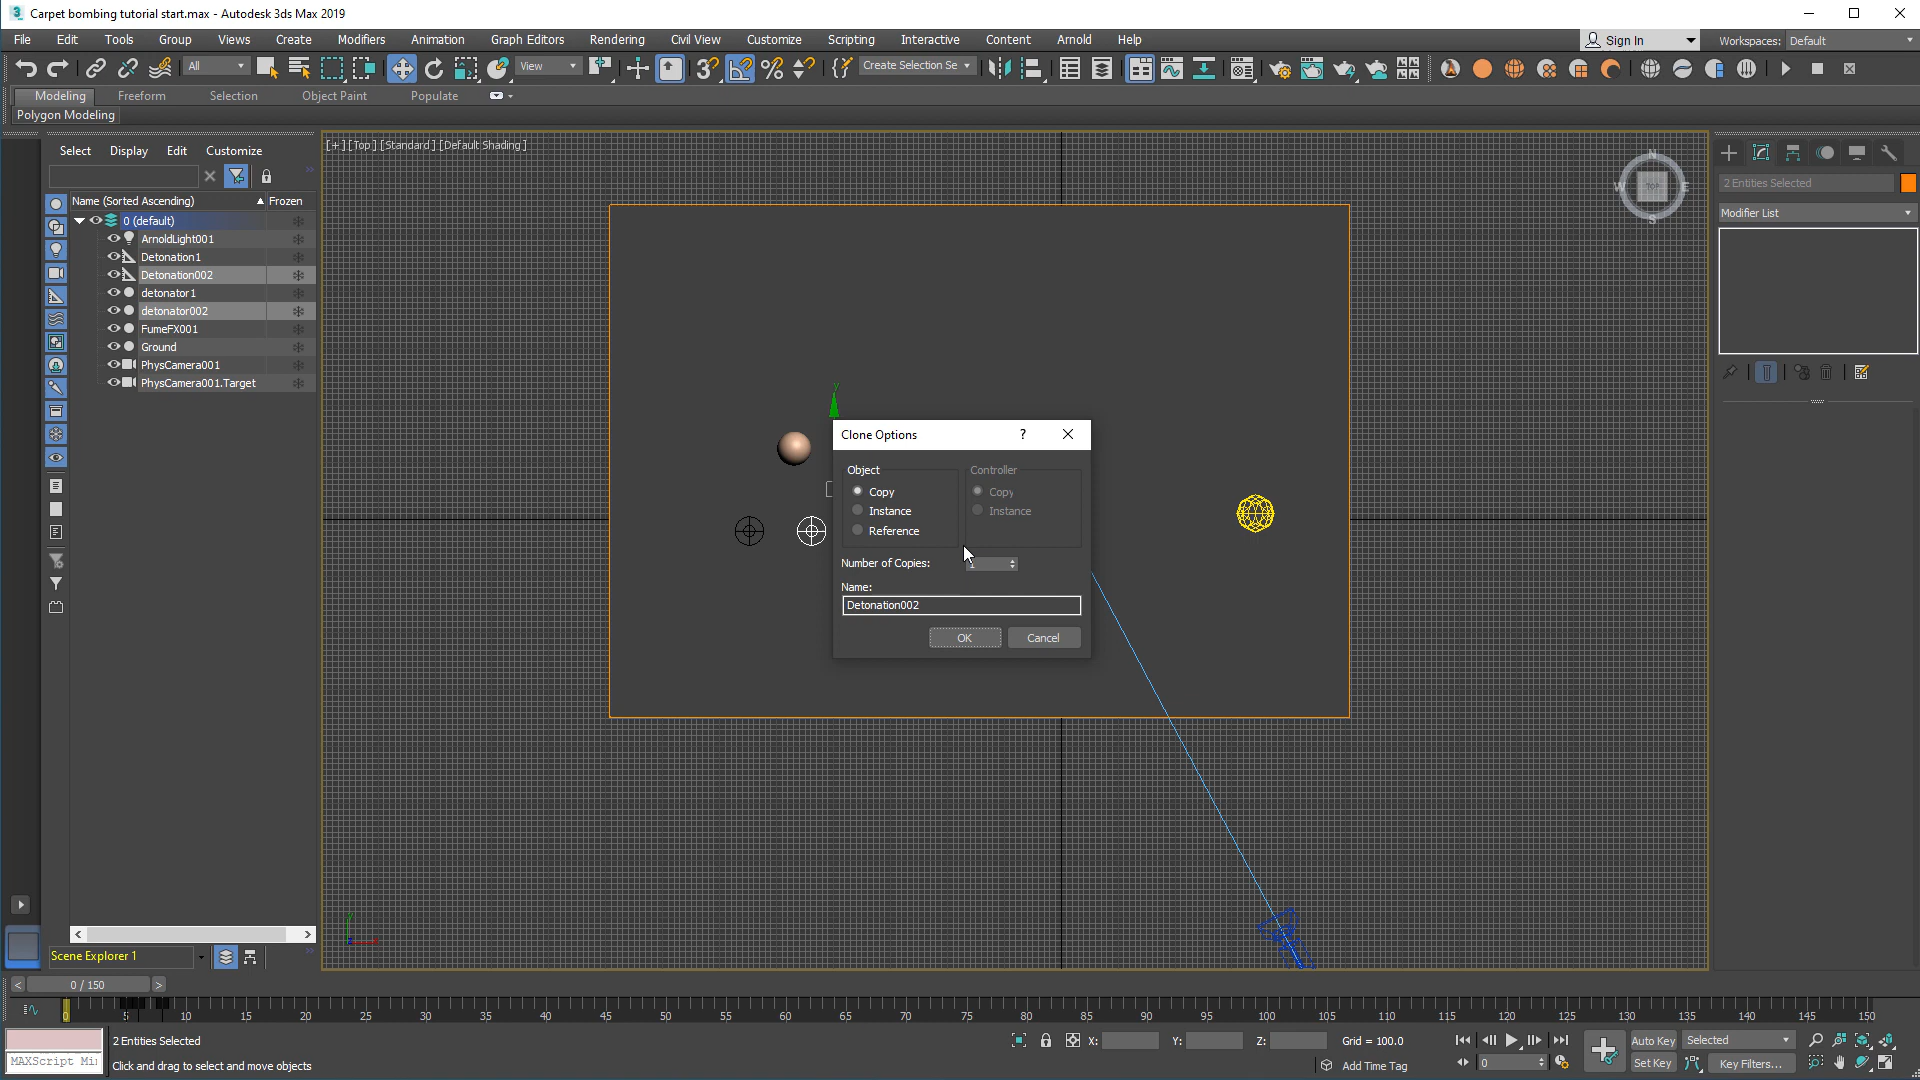 3 Carpet bombing tutorial start.max - Autodesk 3ds Max 2019
File Edit Tools Group Views Create Modifiers Animation Graph Editors Rendering Civil View Customize Scripting Interactive Content Arnold Help
Sign In Workspaces: Default
All View 3 Create Selection Se
Modeling Freeform Selection Object Paint Populate
Polygon Modeling
Select Display Edit Customize
[+] [Top] [Standard] [Default Shading]
N
W TOP E
S
2 Entities Selected
Modifier List
Name (Sorted Ascending) Frozen
0 (default)
ArnoldLight001
Detonation1
Detonation002
detonator1
detonator002
FumeFX001
Ground
PhysCamera001
PhysCamera001.Target
y
Clone Options ?
Object Controller
Copy Copy
Instance Instance
Reference
Number of Copies: 1
Name:
Detonation002
OK Cancel
Scene Explorer 1
< 0 / 150 >
0 5 10 15 20 25 30 35 40 45 50 55 60 65 70 75 80 85 90 95 100 105 110 115 120 125 130 135 140 145 150
2 Entities Selected X: Y: Z: Grid = 100.0 Auto Key Selected
MAXScript Mi Click and drag to select and move objects Add Time Tag 0 Set Key Key Filters...